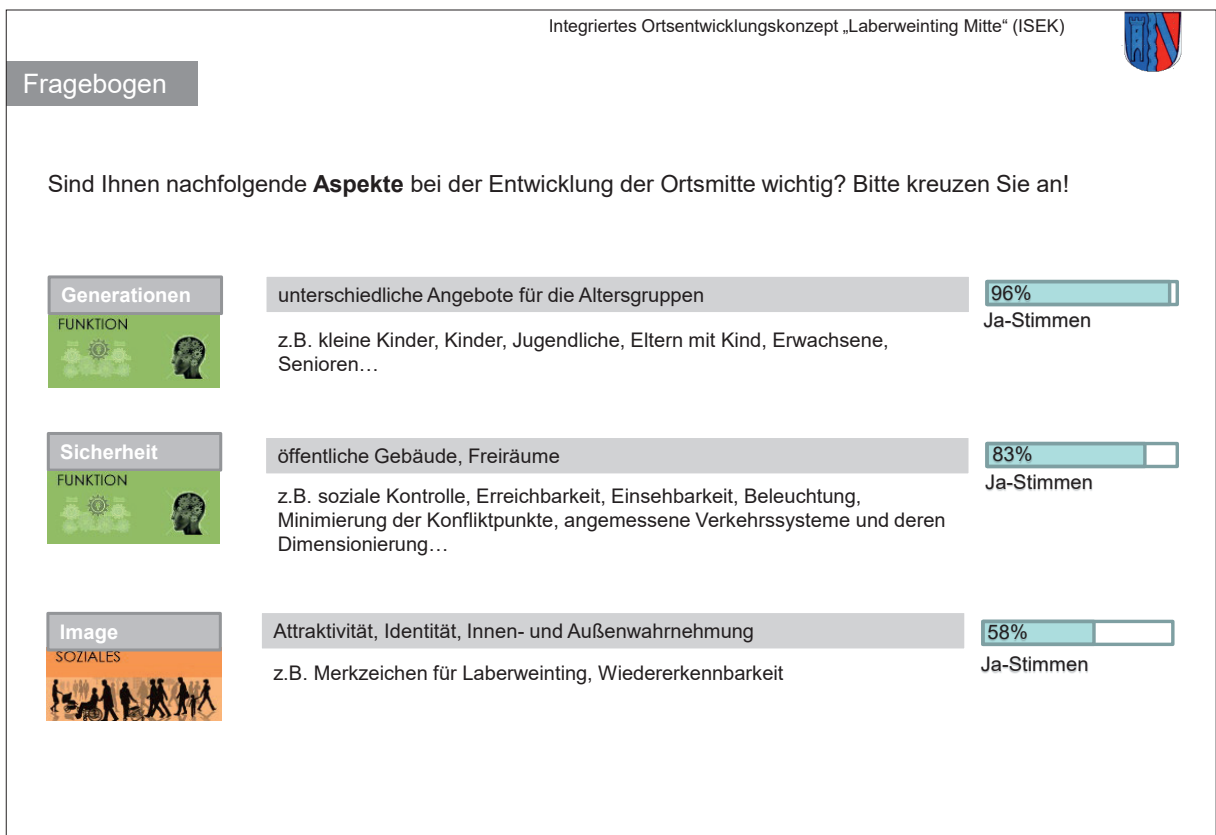 Integriertes Ortsentwicklungskonzept „Laberweinting Mitte“ (ISEK)
Fragebogen
Sind Ihnen nachfolgende Aspekte bei der Entwicklung der Ortsmitte wichtig? Bitte kreuzen Sie an!
Generationen
FUNKTION
unterschiedliche Angebote für die Altersgruppen
z.B. kleine Kinder, Kinder, Jugendliche, Eltern mit Kind, Erwachsene,
Senioren…
96%
Ja-Stimmen
Sicherheit
FUNKTION
öffentliche Gebäude, Freiräume
z.B. soziale Kontrolle, Erreichbarkeit, Einsehbarkeit, Beleuchtung,
Minimierung der Konfliktpunkte, angemessene Verkehrssysteme und deren
Dimensionierung…
83%
Ja-Stimmen
Image
SOZIALES
Attraktivität, Identität, Innen- und Außenwahrnehmung
z.B. Merkzeichen für Laberweinting, Wiedererkennbarkeit
58%
Ja-Stimmen